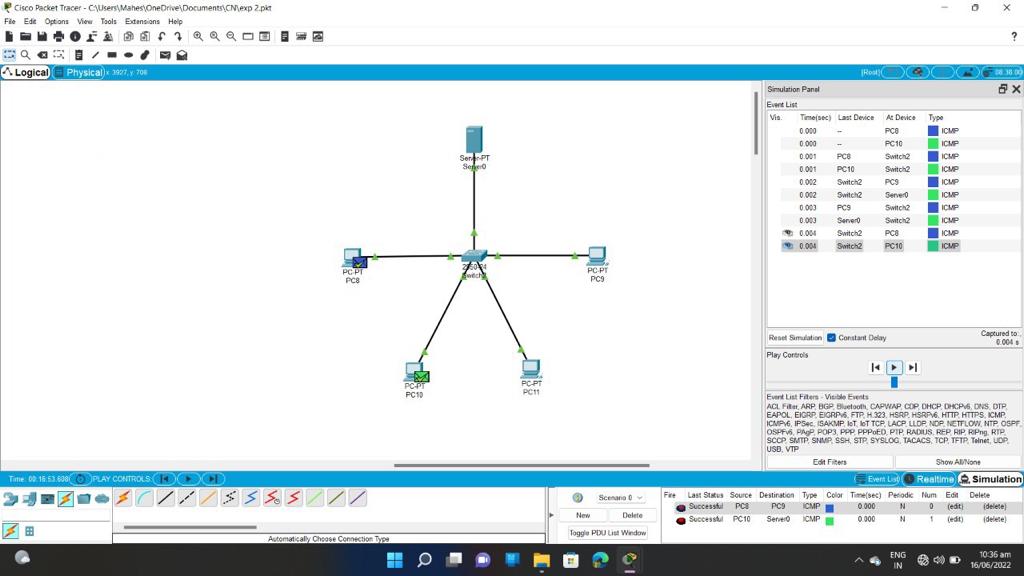 Cisco Packet Tracer - C:\Users\Mahes\OneDrive\Documents\CN\exp 2.pkt
File Edit Options View Tools Extensions Help
?
Logical Physical x: 3927, y: 708 [Root] 08:38:00
Simulation Panel
Event List
Vis. Time(sec) Last Device At Device Type
0.000 -- PC8 ICMP
0.000 -- PC10 ICMP
0.001 PC8 Switch2 ICMP
0.001 PC10 Switch2 ICMP
0.002 Switch2 PC9 ICMP
0.002 Switch2 Server0 ICMP
0.003 PC9 Switch2 ICMP
0.003 Server0 Switch2 ICMP
0.004 Switch2 PC8 ICMP
0.004 Switch2 PC10 ICMP
Server-PT
Server0
PC-PT
PC8
PC-PT
PC9
PC-PT
PC10
PC-PT
PC11
Reset Simulation Constant Delay Captured to:
0.004 s
Play Controls
Event List Filters - Visible Events
ACL Filter, ARP, BGP, Bluetooth, CAPWAP, CDP, DHCP, DHCPv6, DNS, DTP,
EAPOL, EIGRP, EIGRPv6, FTP, H.323, HSRP, HSRPv6, HTTP, HTTPS, ICMP,
ICMPv6, IPSec, ISAKMP, IoT, IoT TCP, LACP, LLDP, NDP, NETFLOW, NTP, OSPF,
OSPFv6, PAgP, POP3, PPP, PPPoED, PTP, RADIUS, REP, RIP, RIPng, RTP,
SCCP, SMTP, SNMP, SSH, STP, SYSLOG, TACACS, TCP, TFTP, Telnet, UDP,
USB, VTP
Edit Filters Show All/None
Time: 00:16:53.608 PLAY CONTROLS: Event List Realtime Simulation
Scenario 0
New Delete
Toggle PDU List Window
Fire Last Status Source Destination Type Color Time(sec) Periodic Num Edit Delete
Successful PC8 PC9 ICMP 0.000 N 0 (edit) (delete)
Successful PC10 Server0 ICMP 0.000 N 1 (edit) (delete)
Automatically Choose Connection Type
ENG
IN
10:36 am
16/06/2022